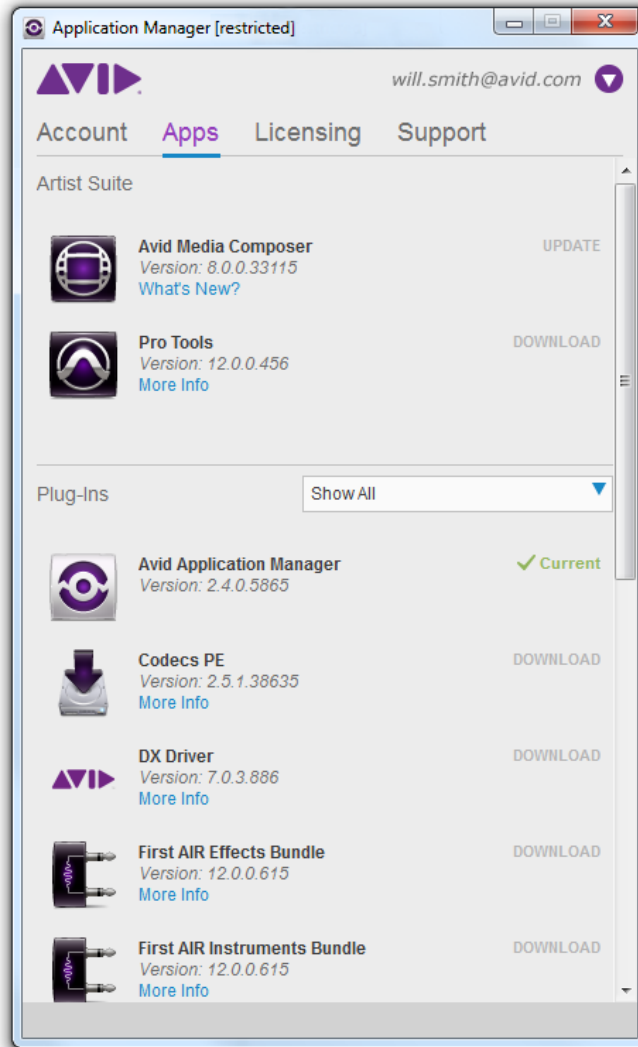 Application Manager [restricted]
AVID
will.smith@avid.com
Account Apps Licensing Support
Artist Suite
Avid Media Composer
UPDATE
Version: 8.0.0.33115
What's New?
Pro Tools
DOWNLOAD
Version: 12.0.0.456
More Info
Plug-Ins
Show All
Avid Application Manager
Current
Version: 2.4.0.5865
Codecs PE
DOWNLOAD
Version: 2.5.1.38635
More Info
AVID
DX Driver
DOWNLOAD
Version: 7.0.3.886
More Info
First AIR Effects Bundle
DOWNLOAD
Version: 12.0.0.615
More Info
First AIR Instruments Bundle
DOWNLOAD
Version: 12.0.0.615
More Info